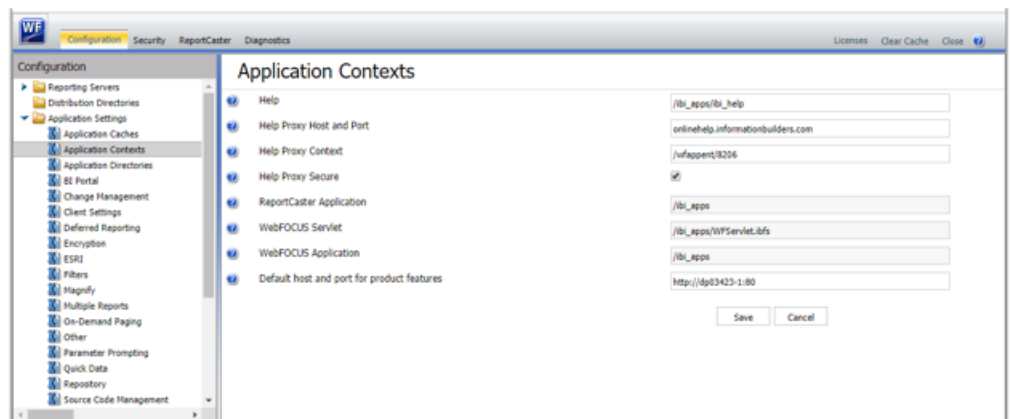 WF
Configuration Security ReportCaster Diagnostics
Licenses Clear Cache Close
Configuration
Reporting Servers
Distribution Directories
Application Settings
Application Caches
Application Contexts
Application Directories
BI Portal
Change Management
Client Settings
Deferred Reporting
Encryption
ESRI
Filters
Magnify
Multiple Reports
On-Demand Paging
Other
Parameter Prompting
Quick Data
Repository
Source Code Management
Application Contexts
Help /ibi_apps/ibi_help
Help Proxy Host and Port onlinehelp.informationbuilders.com
Help Proxy Context /wfappent/8206
Help Proxy Secure
ReportCaster Application /ibi_apps
WebFOCUS Servlet /ibi_apps/WFServlet.ibfs
WebFOCUS Application /ibi_apps
Default host and port for product features http://dp03423-1:80
Save Cancel